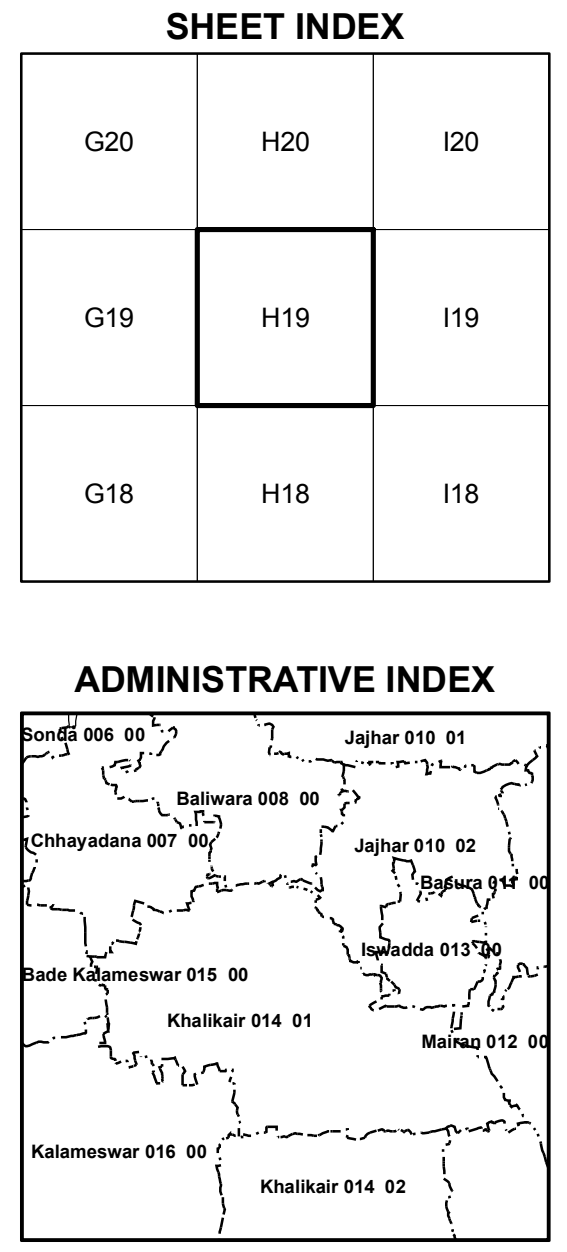 SHEET INDEX
G20 H20 I20
G19 H19 I19
G18 H18 I18
ADMINISTRATIVE INDEX
Sonda 006 00
Jajhar 010 01
Baliwara 008 00
Chhayadana 007 00
Jajhar 010 02
Basura 011 00
Iswadda 013 00
Bade Kalameswar 015 00
Khalikair 014 01
Mairan 012 00
Kalameswar 016 00
Khalikair 014 02